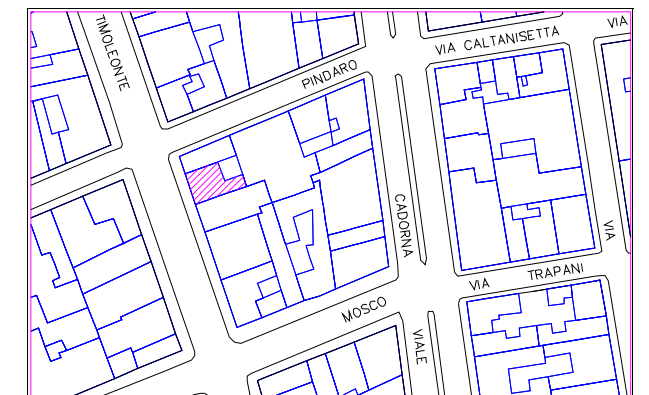 TIMOLEONTE
PINDARO
VIA CALTANISETTA
VIA
CADORNA
VIA
VIA TRAPANI
MOSCO
VIALE